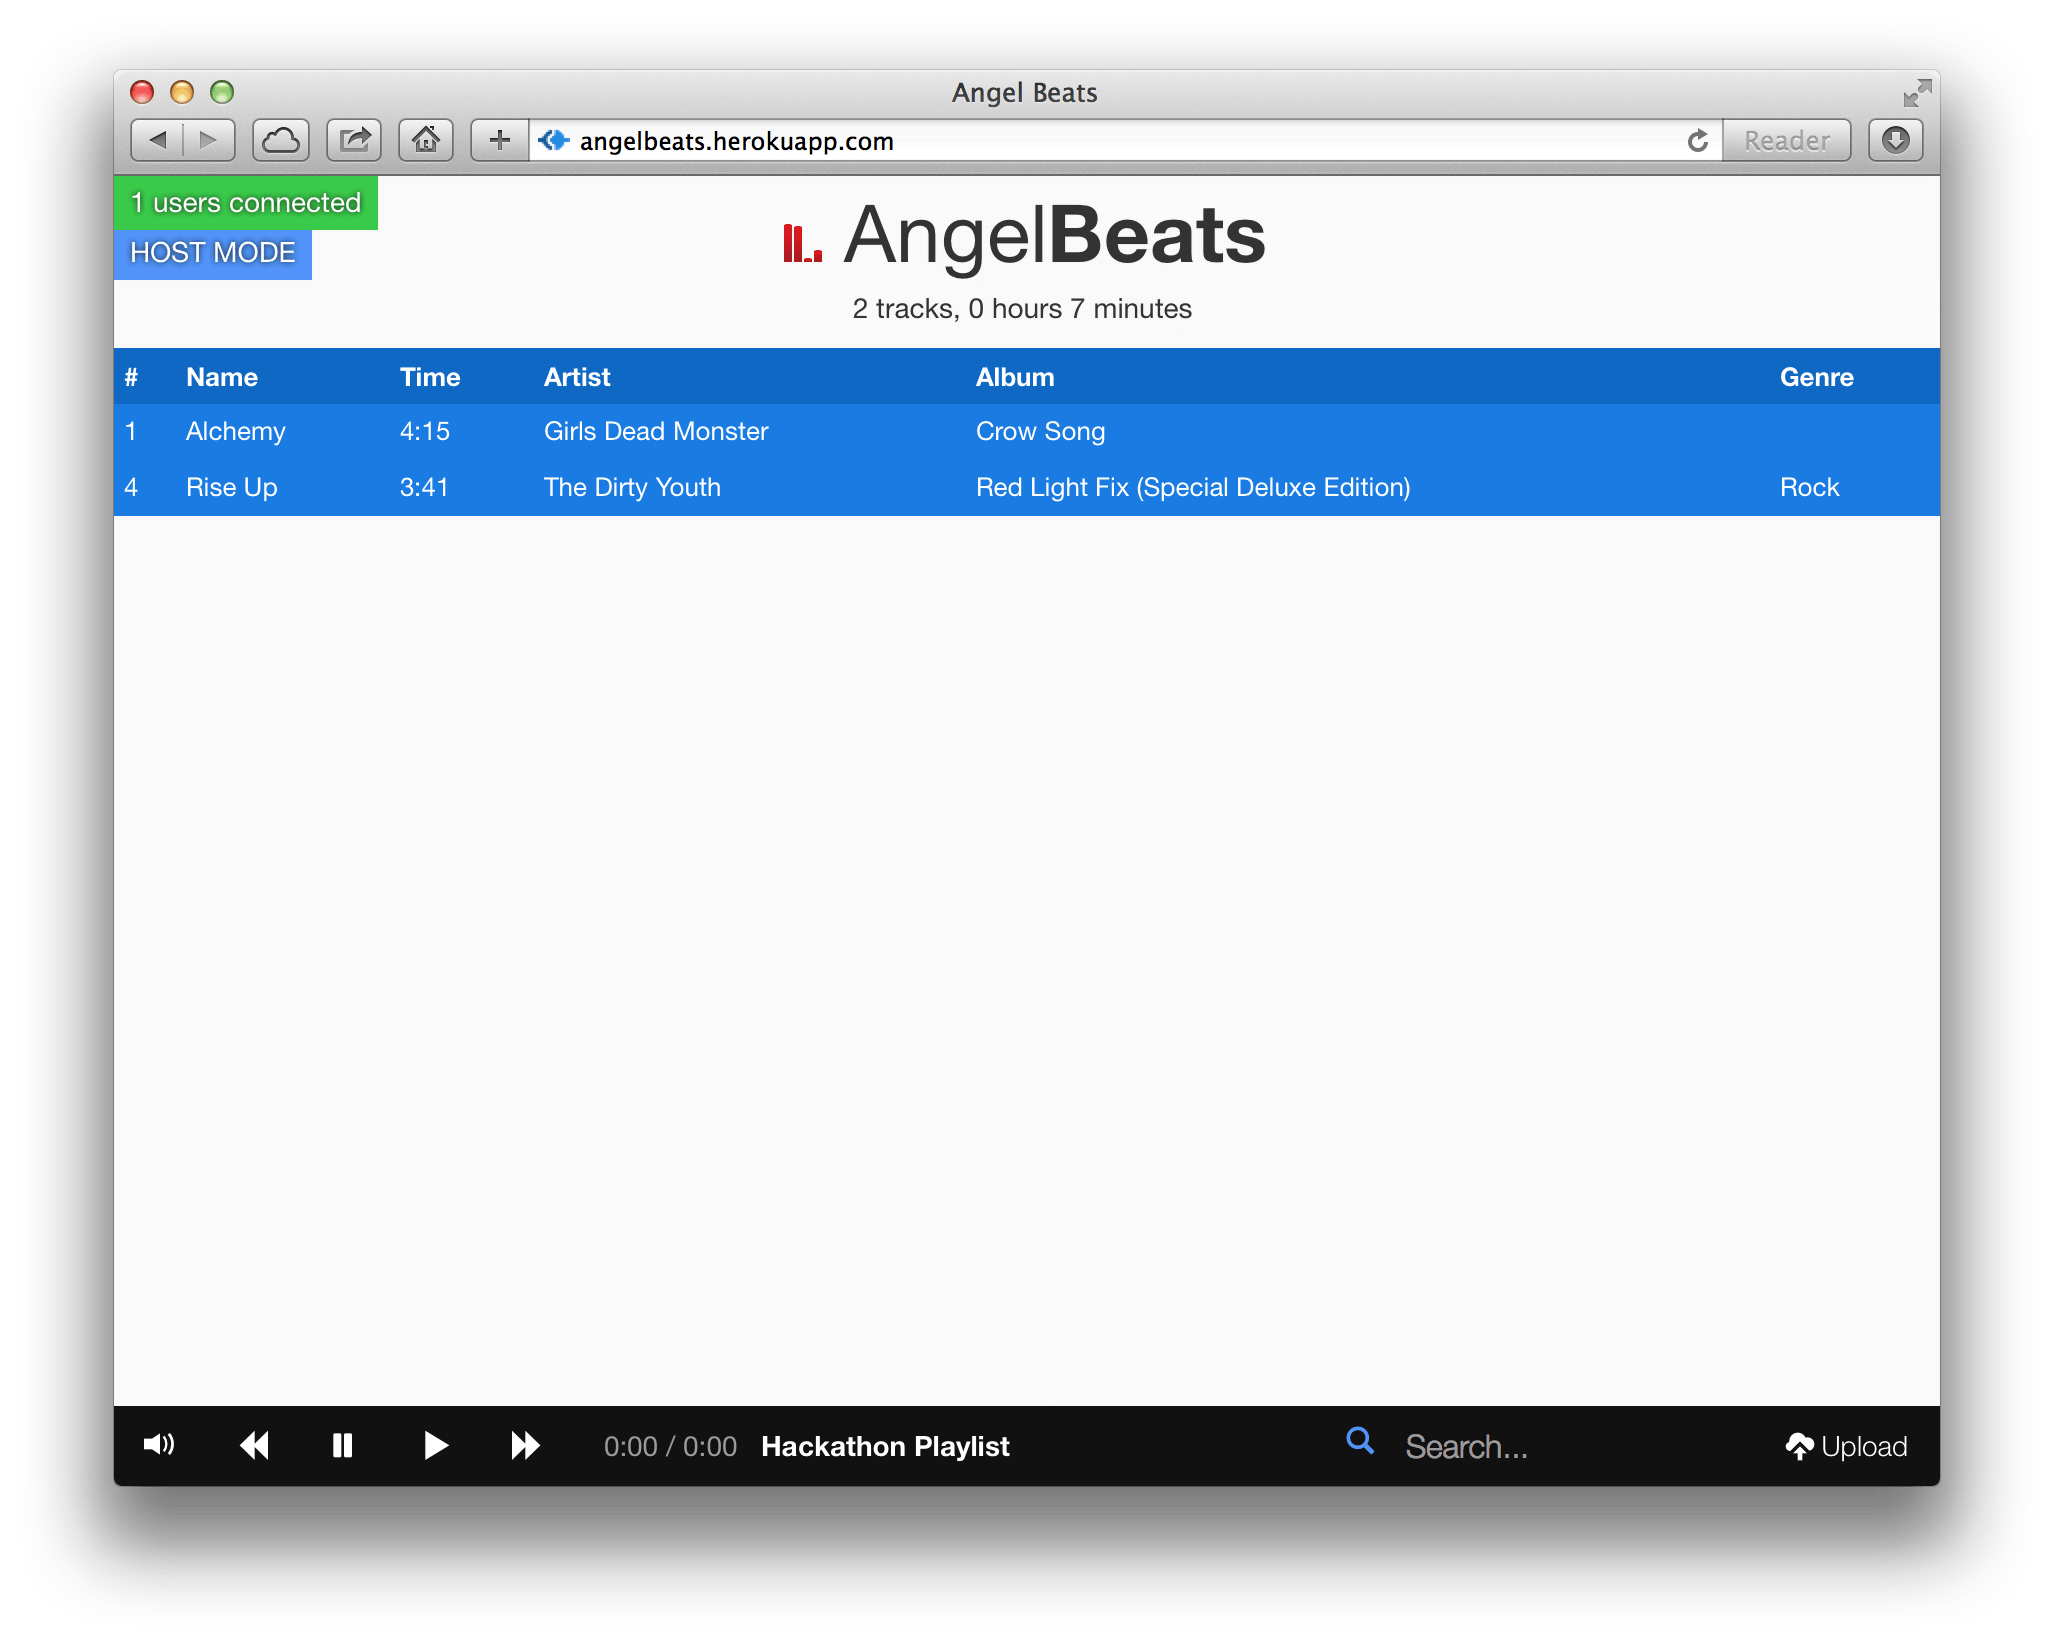 Angel Beats
angelbeats.herokuapp.com
Reader
1 users connected
HOST MODE
AngelBeats
2 tracks, 0 hours 7 minutes
# Name Time Artist Album Genre
1 Alchemy 4:15 Girls Dead Monster Crow Song
4 Rise Up 3:41 The Dirty Youth Red Light Fix (Special Deluxe Edition) Rock
0:00 / 0:00 Hackathon Playlist Search... Upload